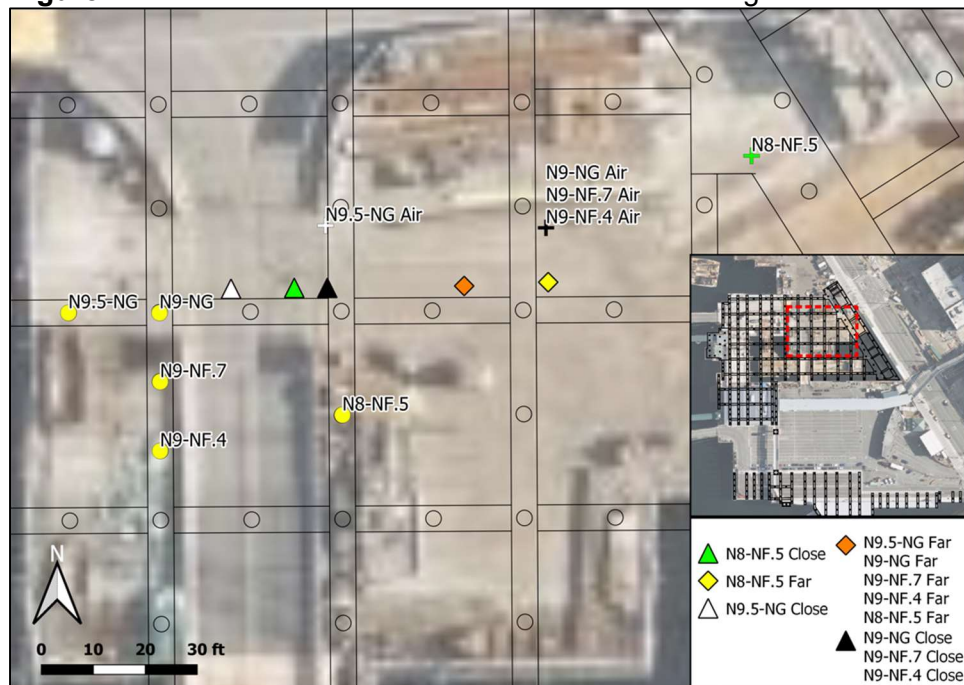 N8-NF.5
N9-NG Air
N9-NF.7 Air
N9-NF.4 Air
N9.5-NG Air
N9.5-NG
N9-NG
N9-NF.7
N8-NF.5
N9-NF.4
N
0 10 20 30 ft
N8-NF.5 Close
N8-NF.5 Far
N9.5-NG Close
N9.5-NG Far
N9-NG Far
N9-NF.7 Far
N9-NF.4 Far
N8-NF.5 Far
N9-NG Close
N9-NF.7 Close
N9-NF.4 Close